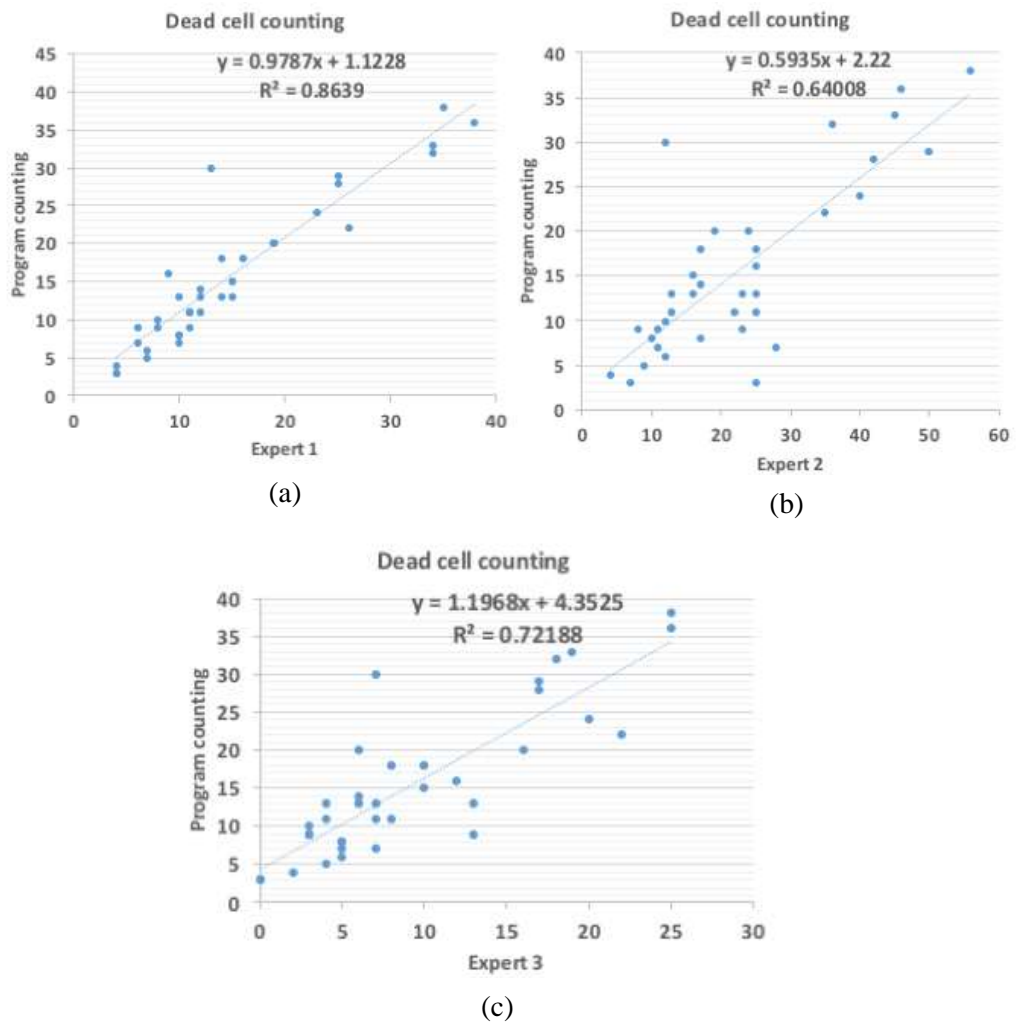 Dead cell counting
y = 0.9787x + 1.1228
R² = 0.8639
45
40
35
30
25
20
15
10
5
0
Program counting
0 10 20 30 40
Expert 1
(a)
Dead cell counting
y = 0.5935x + 2.22
R² = 0.64008
40
35
30
25
20
15
10
5
0
Program counting
0 10 20 30 40 50 60
Expert 2
(b)
Dead cell counting
y = 1.1968x + 4.3525
R² = 0.72188
40
35
30
25
20
15
10
5
0
Program counting
0 5 10 15 20 25 30
Expert 3
(c)